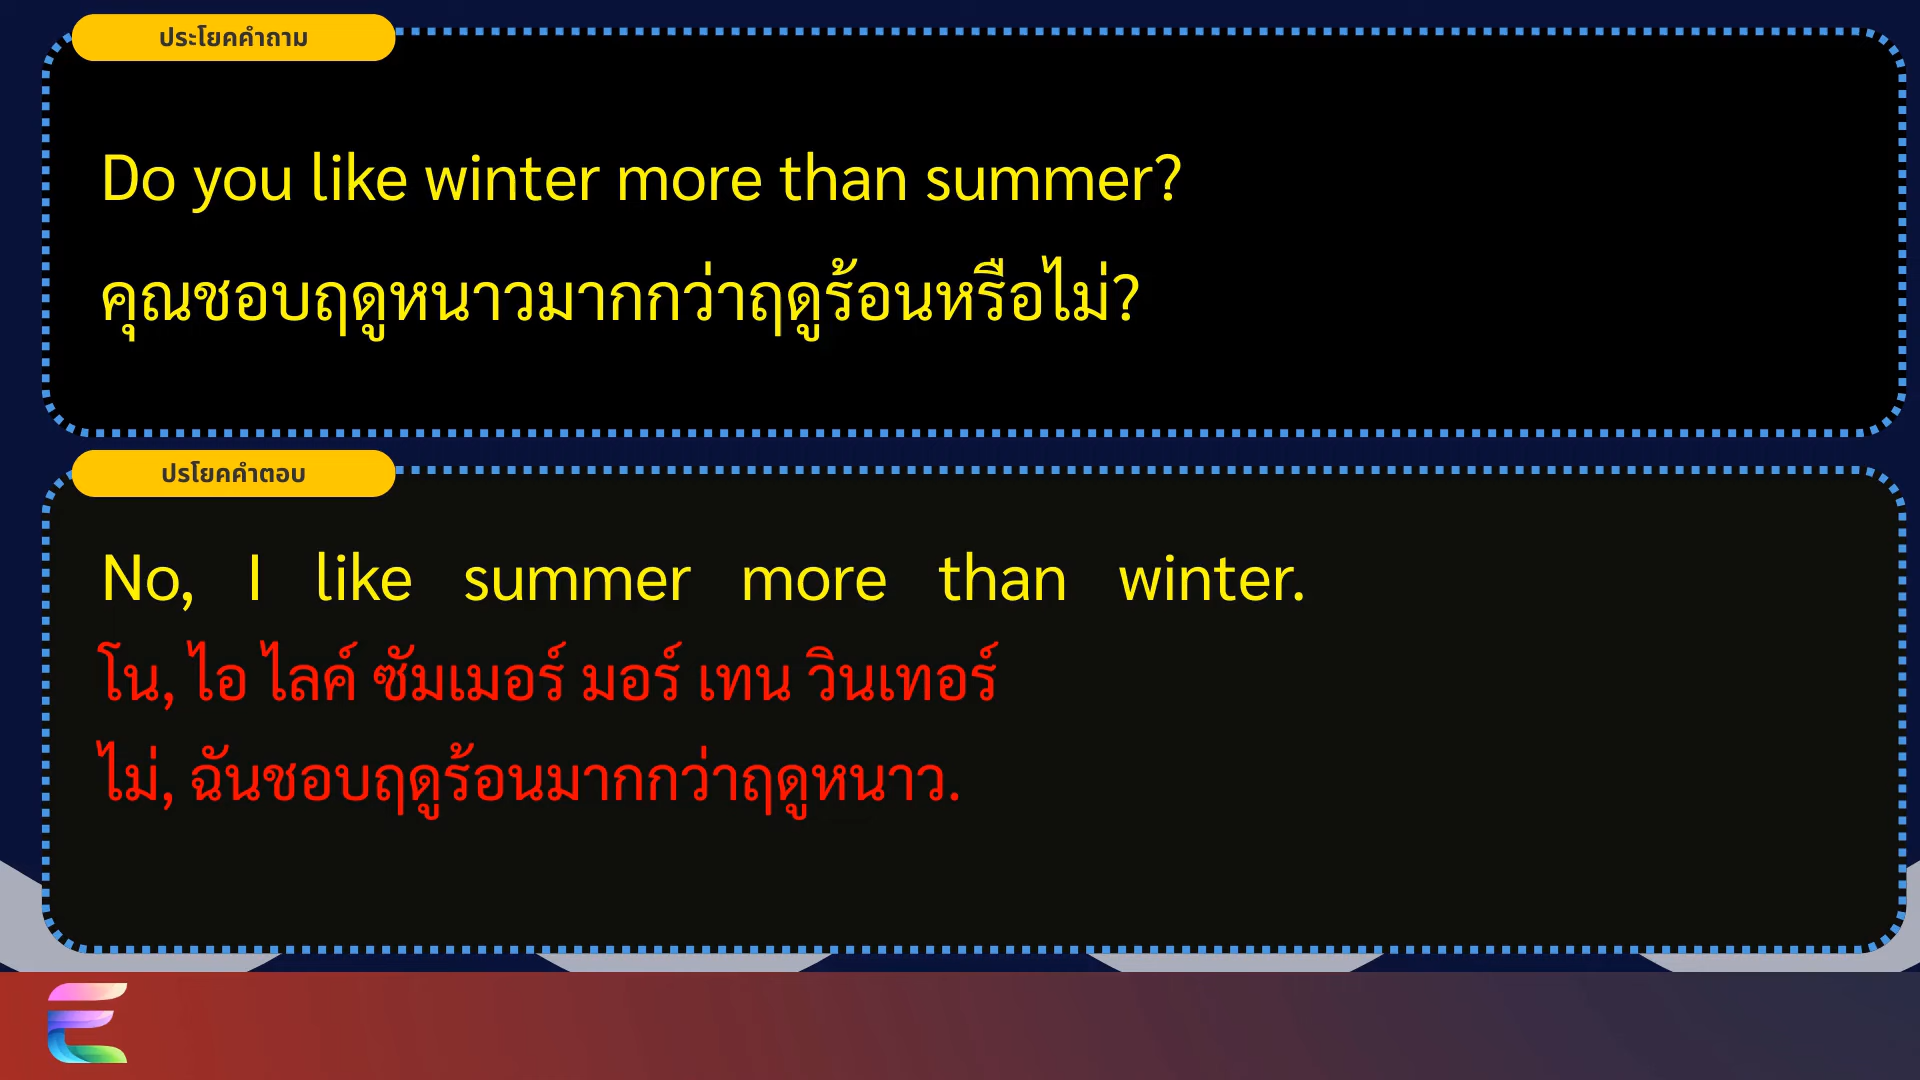 ประโยคคำถาม
Do you like winter more than summer?
คุณชอบฤดูหนาวมากกว่าฤดูร้อนหรือไม่?
ปรโยคคำตอบ
No, I like summer more than winter.
โน, ไอ ไลค์ ซัมเมอร์ มอร์ เทน วินเทอร์
ไม่, ฉันชอบฤดูร้อนมากกว่าฤดูหนาว.